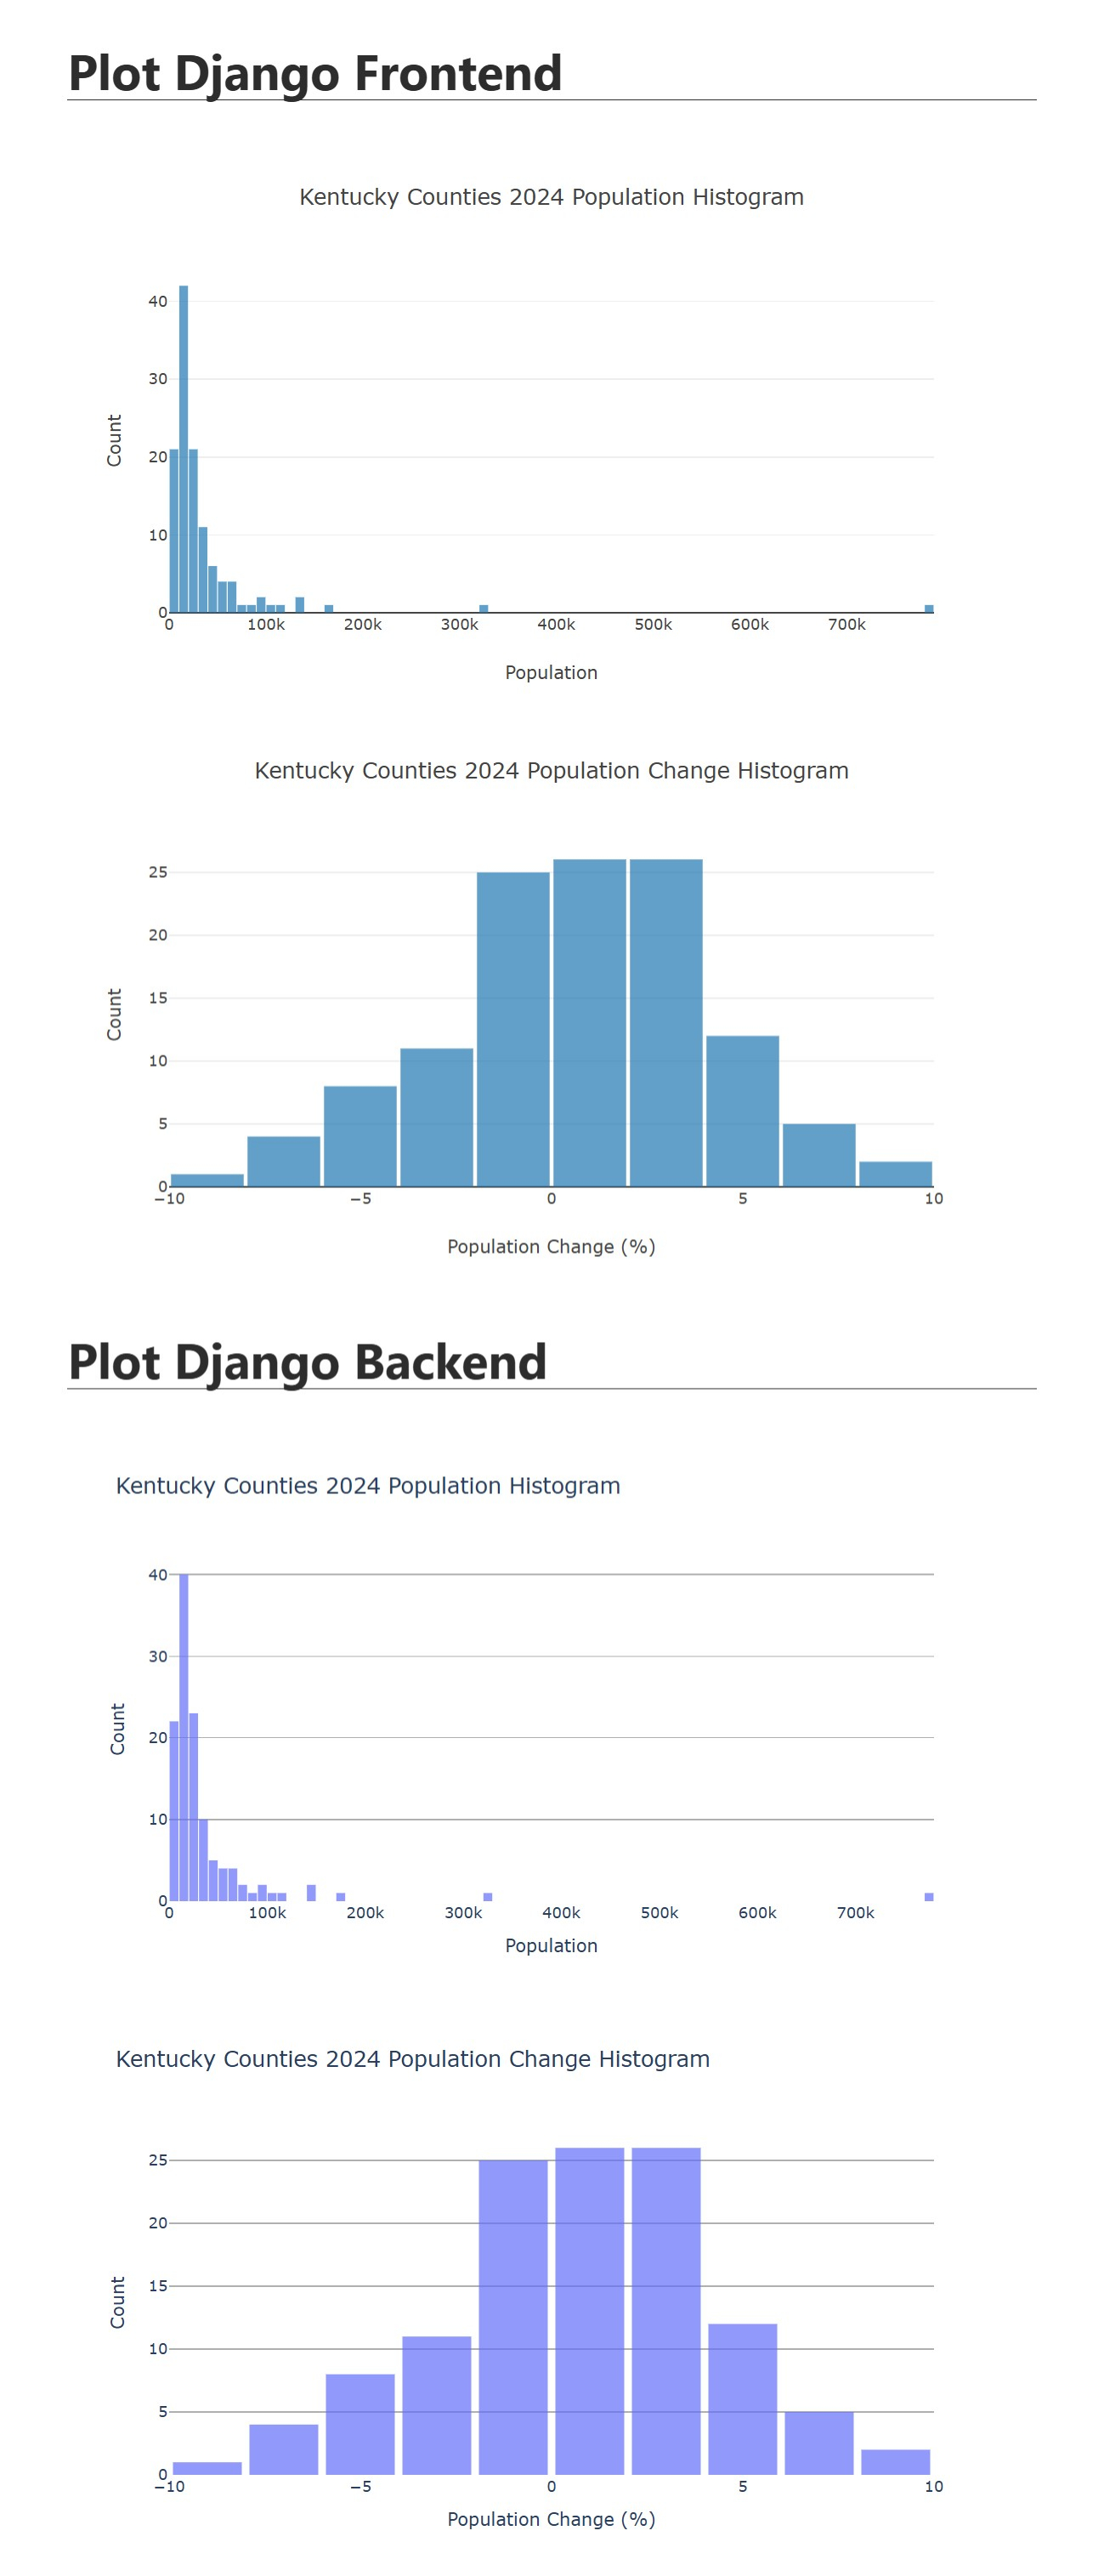 Plot Django Frontend
Kentucky Counties 2024 Population Histogram
40
30
20
10
0
Count
0 100k 200k 300k 400k 500k 600k 700k
Population
Kentucky Counties 2024 Population Change Histogram
25
20
15
10
5
0
Count
−10 −5 0 5 10
Population Change (%)
Plot Django Backend
Kentucky Counties 2024 Population Histogram
40
30
20
10
0
Count
0 100k 200k 300k 400k 500k 600k 700k
Population
Kentucky Counties 2024 Population Change Histogram
25
20
15
10
5
0
Count
−10 −5 0 5 10
Population Change (%)